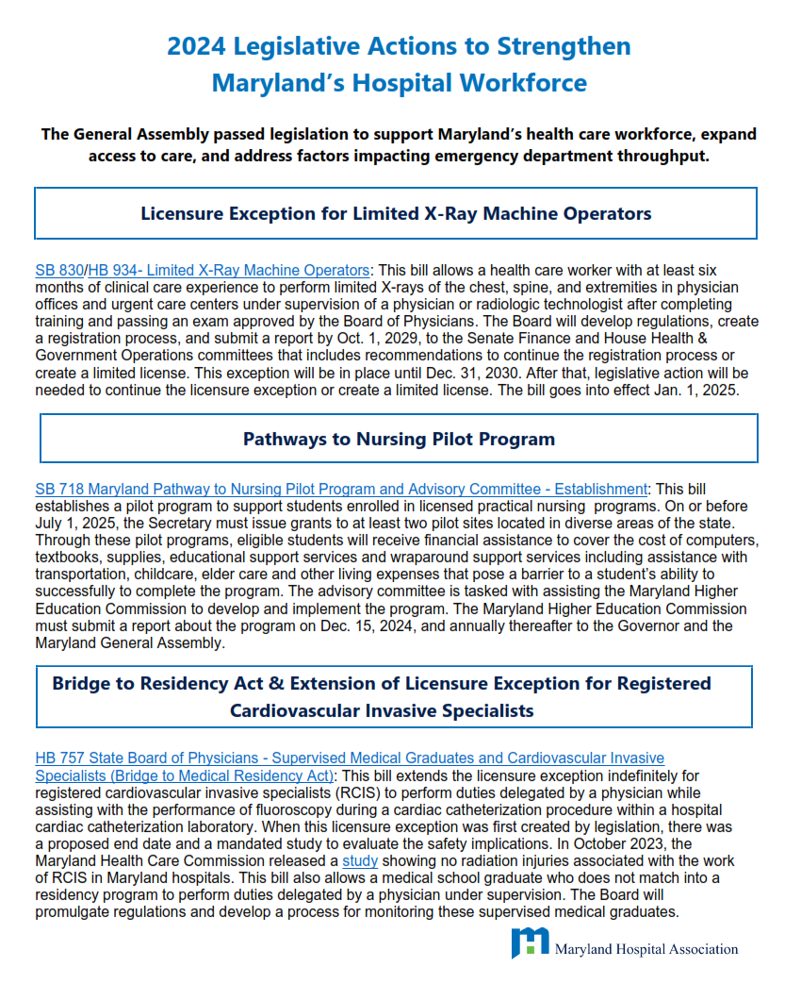 2024 Legislative Actions to Strengthen
Maryland's Hospital Workforce
The General Assembly passed legislation to support Maryland's health care workforce, expand
access to care, and address factors impacting emergency department throughput.
Licensure Exception for Limited X-Ray Machine Operators
SB 830/HB 934- Limited X-Ray Machine Operators: This bill allows a health care worker with at least six
months of clinical care experience to perform limited X-rays of the chest, spine, and extremities in physician
offices and urgent care centers under supervision of a physician or radiologic technologist after completing
training and passing an exam approved by the Board of Physicians. The Board will develop regulations, create
a registration process, and submit a report by Oct. 1, 2029, to the Senate Finance and House Health &
Government Operations committees that includes recommendations to continue the registration process or
create a limited license. This exception will be in place until Dec. 31, 2030. After that, legislative action will be
needed to continue the licensure exception or create a limited license. The bill goes into effect Jan. 1, 2025.
Pathways to Nursing Pilot Program
SB 718 Maryland Pathway to Nursing Pilot Program and Advisory Committee - Establishment: This bill
establishes a pilot program to support students enrolled in licensed practical nursing  programs. On or before
July 1, 2025, the Secretary must issue grants to at least two pilot sites located in diverse areas of the state.
Through these pilot programs, eligible students will receive financial assistance to cover the cost of computers,
textbooks, supplies, educational support services and wraparound support services including assistance with
transportation, childcare, elder care and other living expenses that pose a barrier to a student's ability to
successfully to complete the program. The advisory committee is tasked with assisting the Maryland Higher
Education Commission to develop and implement the program. The Maryland Higher Education Commission
must submit a report about the program on Dec. 15, 2024, and annually thereafter to the Governor and the
Maryland General Assembly.
Bridge to Residency Act & Extension of Licensure Exception for Registered
Cardiovascular Invasive Specialists
HB 757 State Board of Physicians - Supervised Medical Graduates and Cardiovascular Invasive
Specialists (Bridge to Medical Residency Act): This bill extends the licensure exception indefinitely for
registered cardiovascular invasive specialists (RCIS) to perform duties delegated by a physician while
assisting with the performance of fluoroscopy during a cardiac catheterization procedure within a hospital
cardiac catheterization laboratory. When this licensure exception was first created by legislation, there was
a proposed end date and a mandated study to evaluate the safety implications. In October 2023, the
Maryland Health Care Commission released a study showing no radiation injuries associated with the work
of RCIS in Maryland hospitals. This bill also allows a medical school graduate who does not match into a
residency program to perform duties delegated by a physician under supervision. The Board will
promulgate regulations and develop a process for monitoring these supervised medical graduates.
Maryland Hospital Association